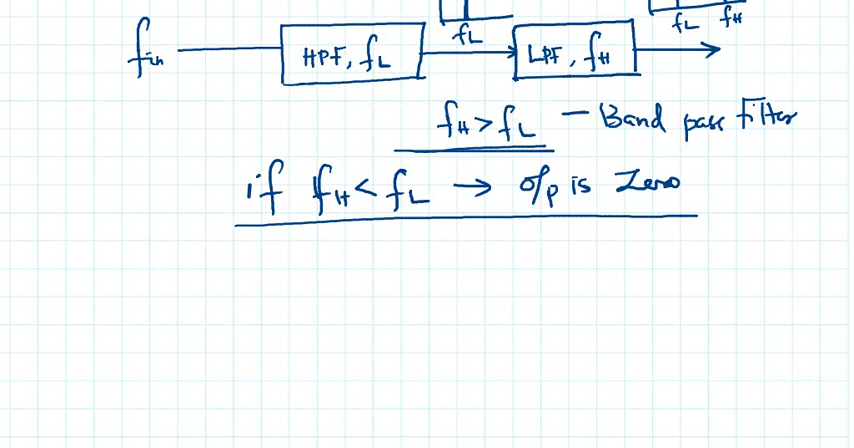 fL fL fH
fin HPF, fL LPF, fH
fH > fL — Band pass Filter
if fH < fL → o/p is zero